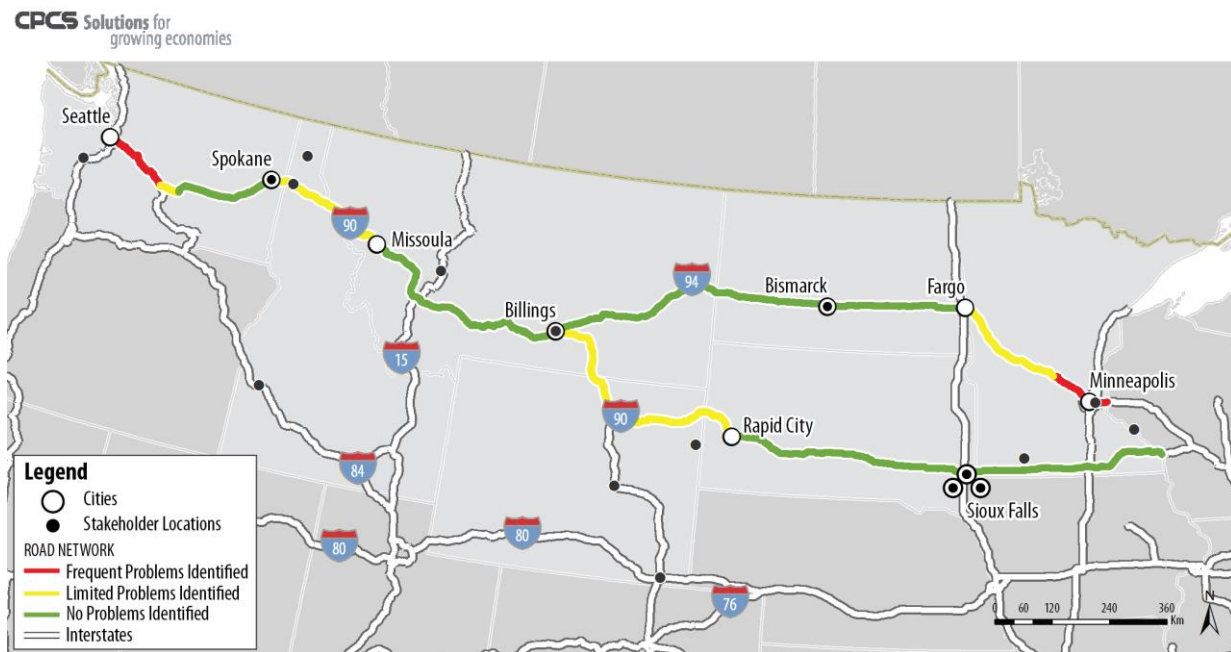 CPCS Solutions for
growing economies
Seattle
Spokane
90
Missoula
Billings
94
Bismarck
Fargo
Minneapolis
15
90
Rapid City
Sioux Falls
84
80
80
76
Legend
Cities
Stakeholder Locations
ROAD NETWORK
Frequent Problems Identified
Limited Problems Identified
No Problems Identified
Interstates
N
0 60 120 240 360
Km